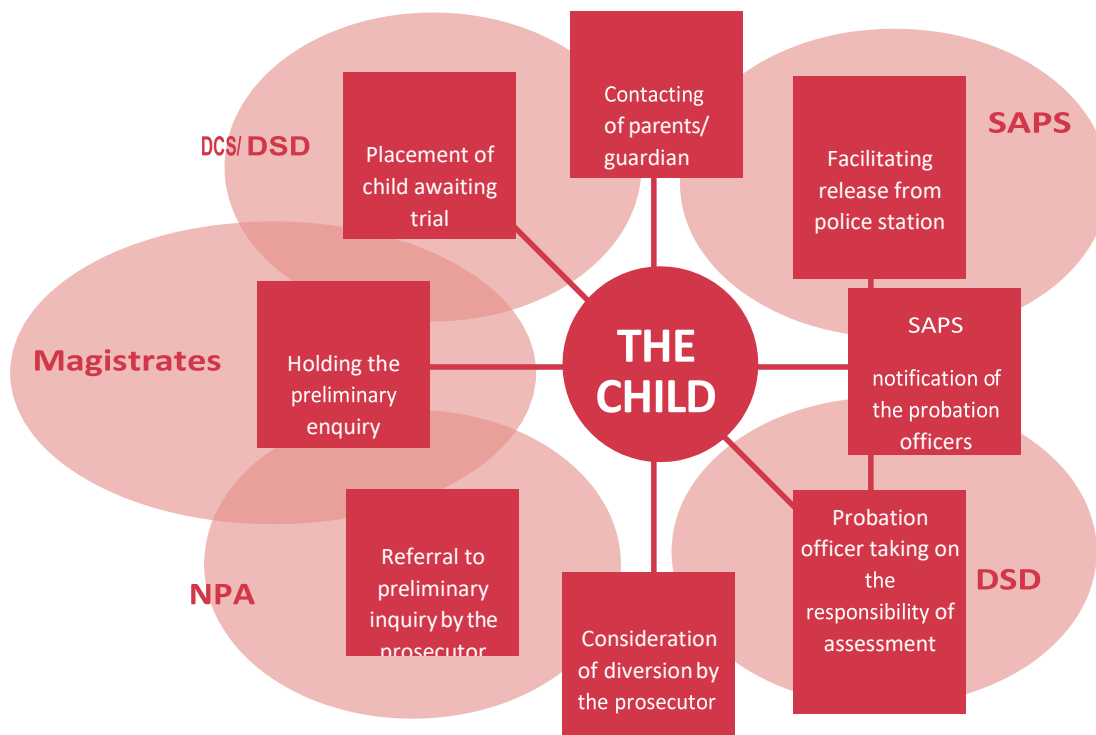 Contacting
of parents/
guardian
SAPS
Facilitating
release from
police station
DCS/ DSD
Placement of
child awaiting
trial
SAPS
notification of
the probation
officers
THE
CHILD
Magistrates
Holding the
preliminary
enquiry
Probation
officer taking on
the
responsibility of
assessment
DSD
NPA
Referral to
preliminary
inquiry by the
prosecutor
Consideration
of diversion by
the prosecutor